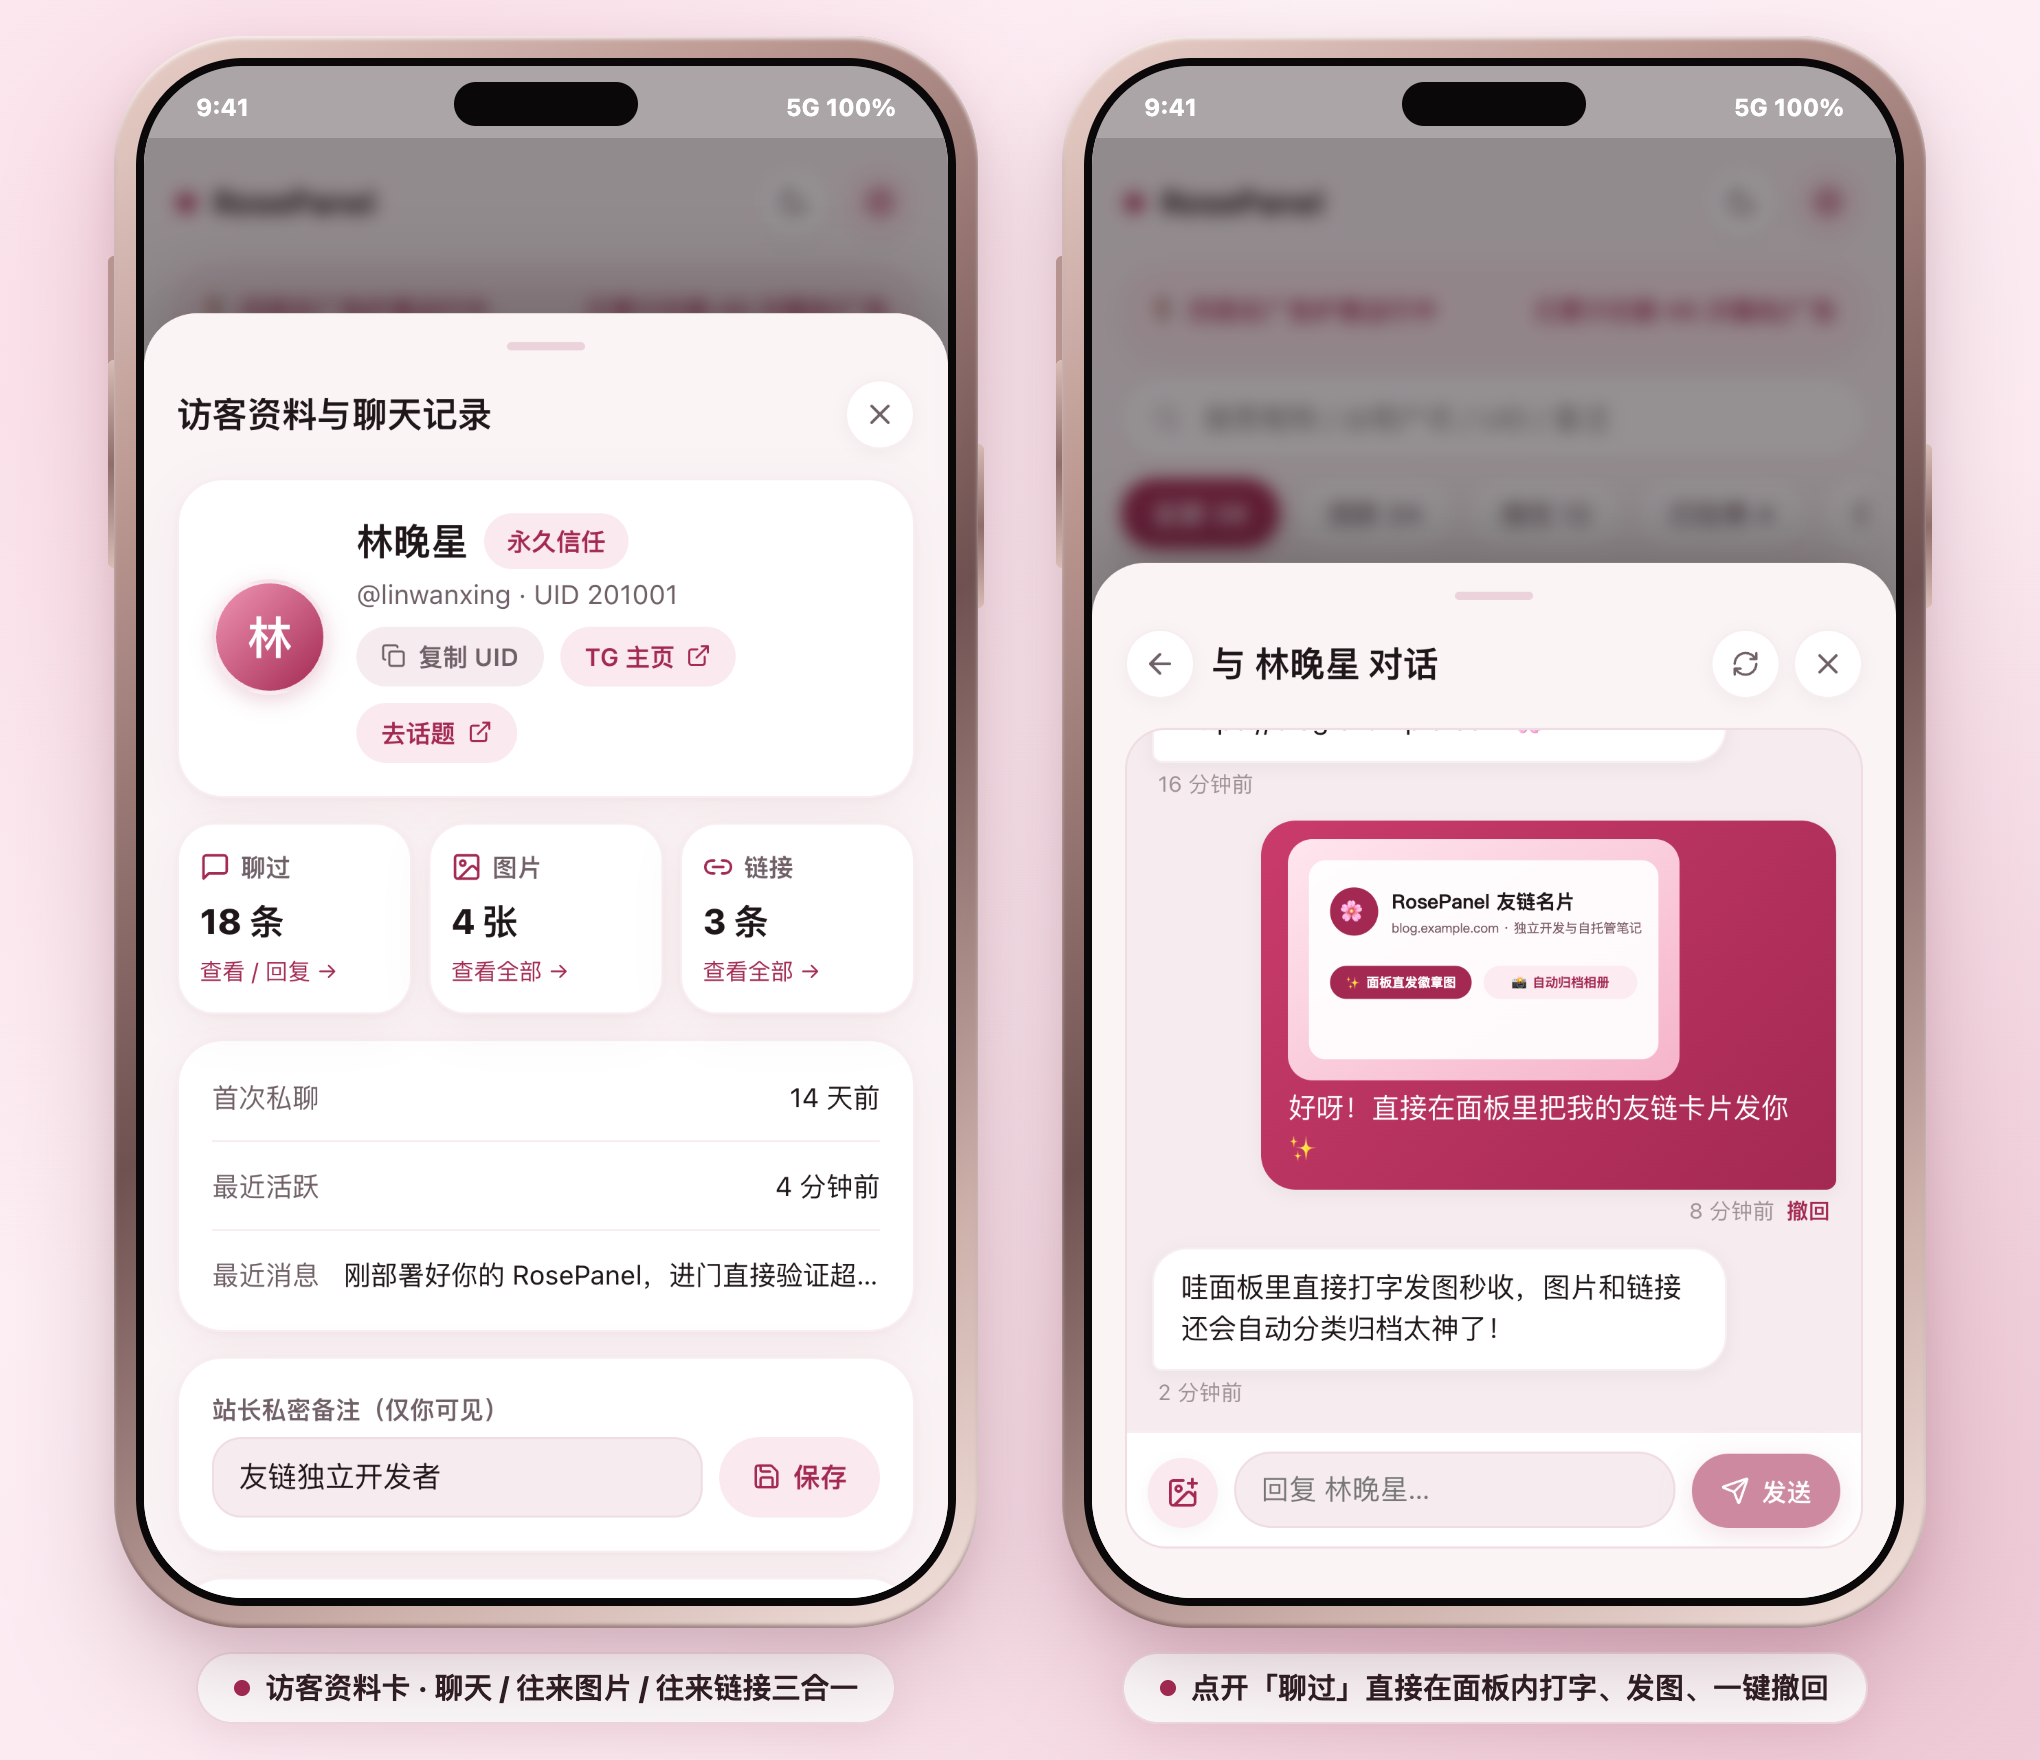 9:41
5G 100%
RosePanel
访客资料与聊天记录
林晚星
永久信任
@linwanxing · UID 201001
复制 UID
TG 主页
去话题
林
聊过
18 条
查看 / 回复 →
图片
4 张
查看全部 →
链接
3 条
查看全部 →
首次私聊
14 天前
最近活跃
4 分钟前
最近消息
刚部署好你的 RosePanel，进门直接验证超...
站长私密备注（仅你可见）
友链独立开发者
保存
访客资料卡 · 聊天 / 往来图片 / 往来链接三合一
9:41
5G 100%
RosePanel
与 林晚星 对话
16 分钟前
RosePanel 友链名片
blog.example.com · 独立开发与自托管笔记
✨ 面板直发徽章图
📸 自动归档相册
好呀！直接在面板里把我的友链卡片发你
✨
8 分钟前 撤回
哇面板里直接打字发图秒收，图片和链接
还会自动分类归档太神了！
2 分钟前
回复 林晚星...
发送
点开「聊过」直接在面板内打字、发图、一键撤回